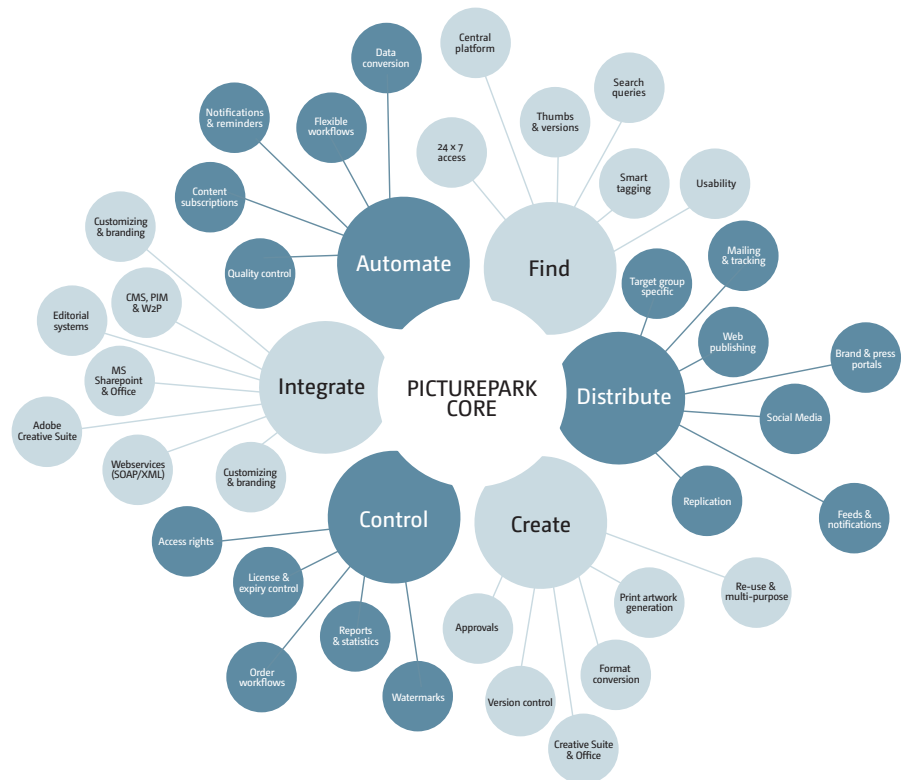 Central
platform
Data
conversion
Search
queries
Notifications
& reminders
Flexible
workflows
Thumbs
& versions
24 x 7
access
Smart
tagging
Usability
Content
subscriptions
Customizing
& branding
Quality control
Automate
Find
Target group
specific
Mailing
& tracking
CMS, PIM
& W2P
Editorial
systems
Web
publishing
Brand & press
portals
MS
Sharepoint
& Office
Integrate
PICTUREPARK
CORE
Distribute
Social Media
Adobe
Creative Suite
Webservices
(SOAP/XML)
Customizing
& branding
Replication
Feeds &
notifications
Control
Create
Access rights
License &
expiry control
Print artwork
generation
Re-use &
multi-purpose
Approvals
Reports
& statistics
Order
workflows
Format
conversion
Watermarks
Version control
Creative Suite
& Office